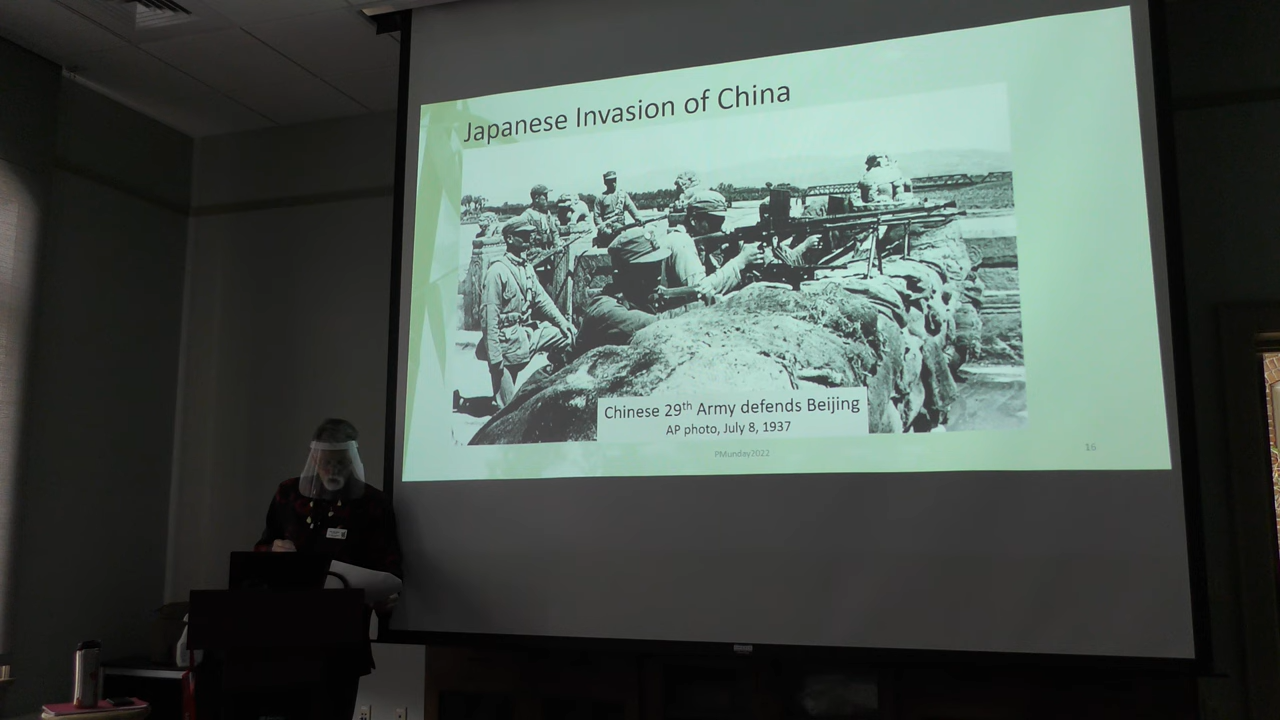 Japanese Invasion of China
Chinese 29th Army defends Beijing
AP photo, July 8, 1937
PMunday2022
16